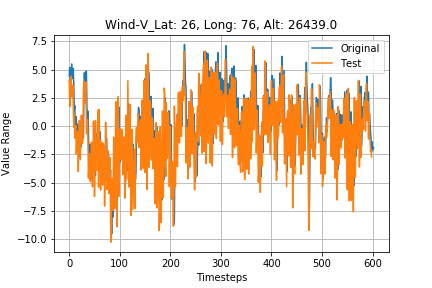 Wind-V_Lat: 26, Long: 76, Alt: 26439.0
Original
Test
7.5
5.0
2.5
0.0
−2.5
−5.0
−7.5
−10.0
Value Range
0 100 200 300 400 500 600
Timesteps